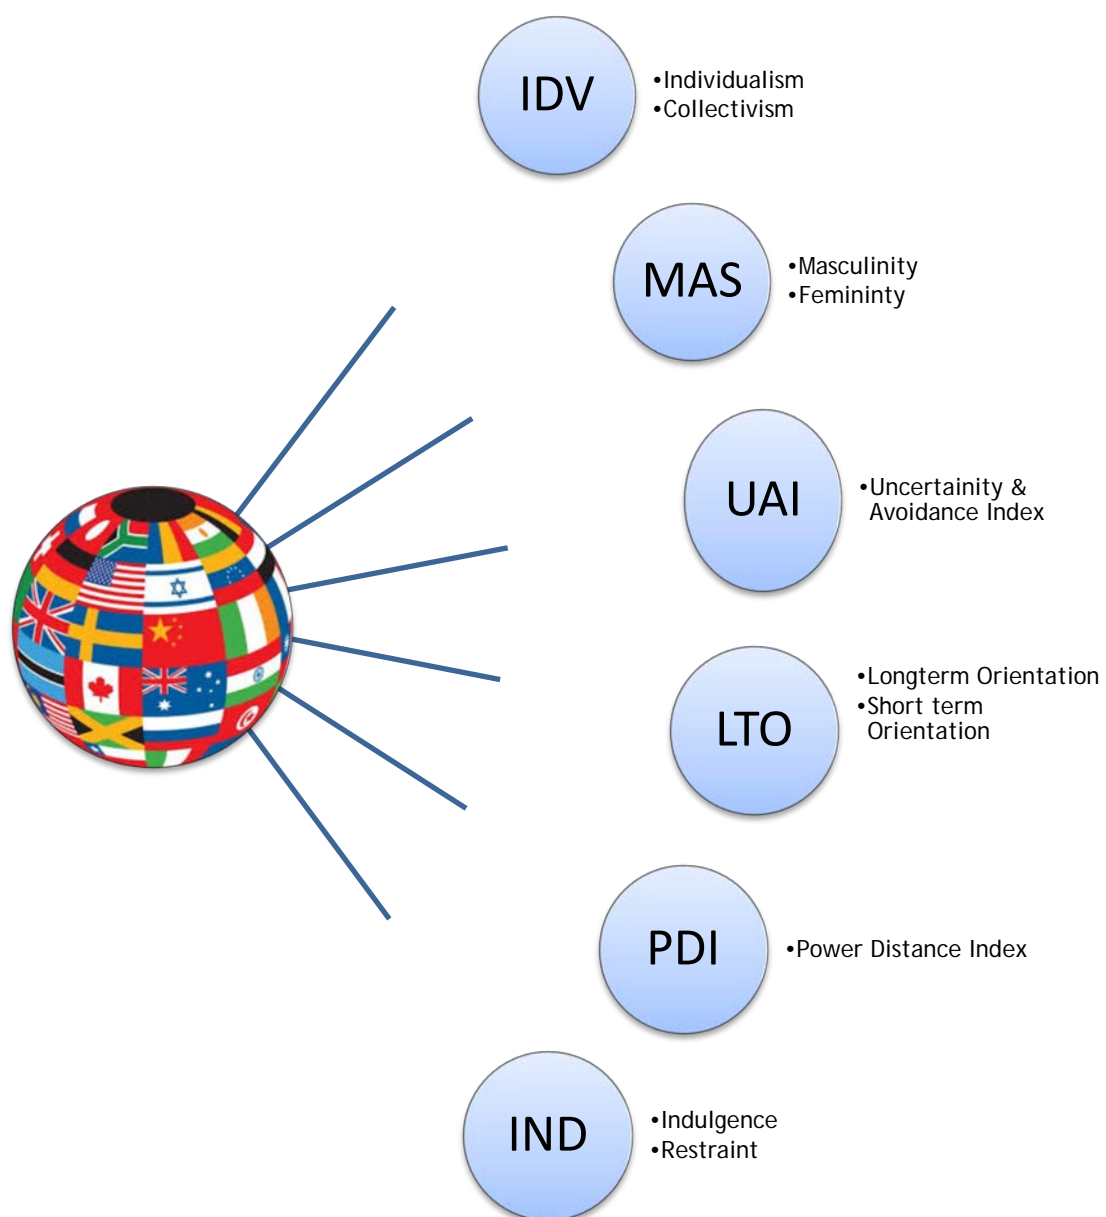 IDV
•Individualism
•Collectivism
MAS
•Masculinity
•Femininty
UAI
•Uncertainity &
Avoidance Index
LTO
•Longterm Orientation
•Short term
Orientation
PDI
•Power Distance Index
IND
•Indulgence
•Restraint